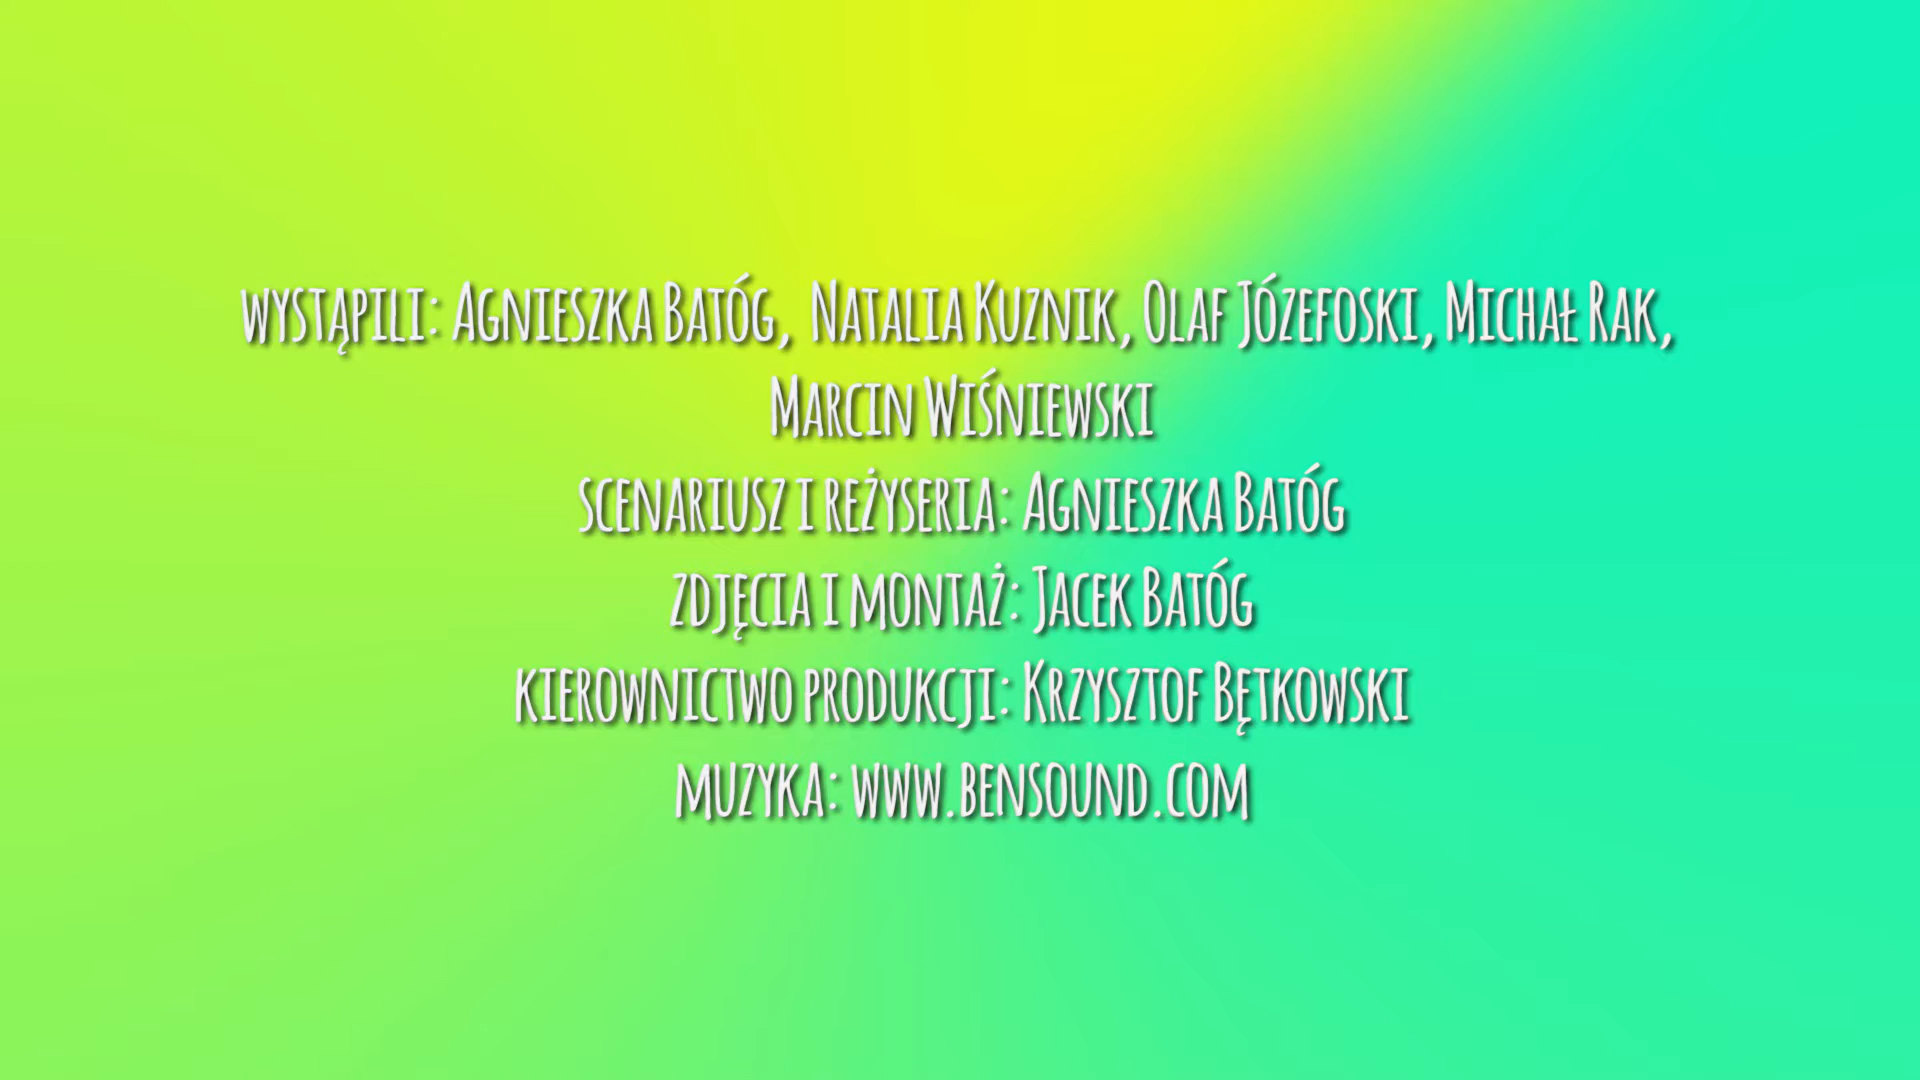 wystąpili: Agnieszka Batóg, Natalia Kuznik, Olaf Józefoski, Michał Rak,
Marcin Wiśniewski
scenariusz i reżyseria: Agnieszka Batóg
zdjęcia i montaż: Jacek Batóg
kierownictwo produkcji: Krzysztof Bętkowski
muzyka: www.bensound.com